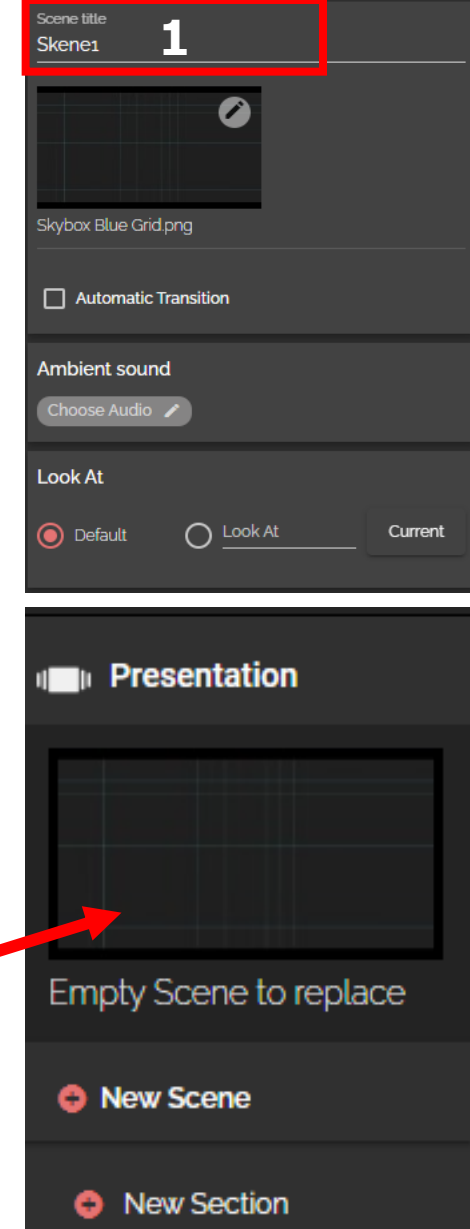 Scene title
Skene1
1
Skybox Blue Grid.png
Automatic Transition
Ambient sound
Choose Audio
Look At
Default Look At Current
Presentation
Empty Scene to replace
New Scene
New Section